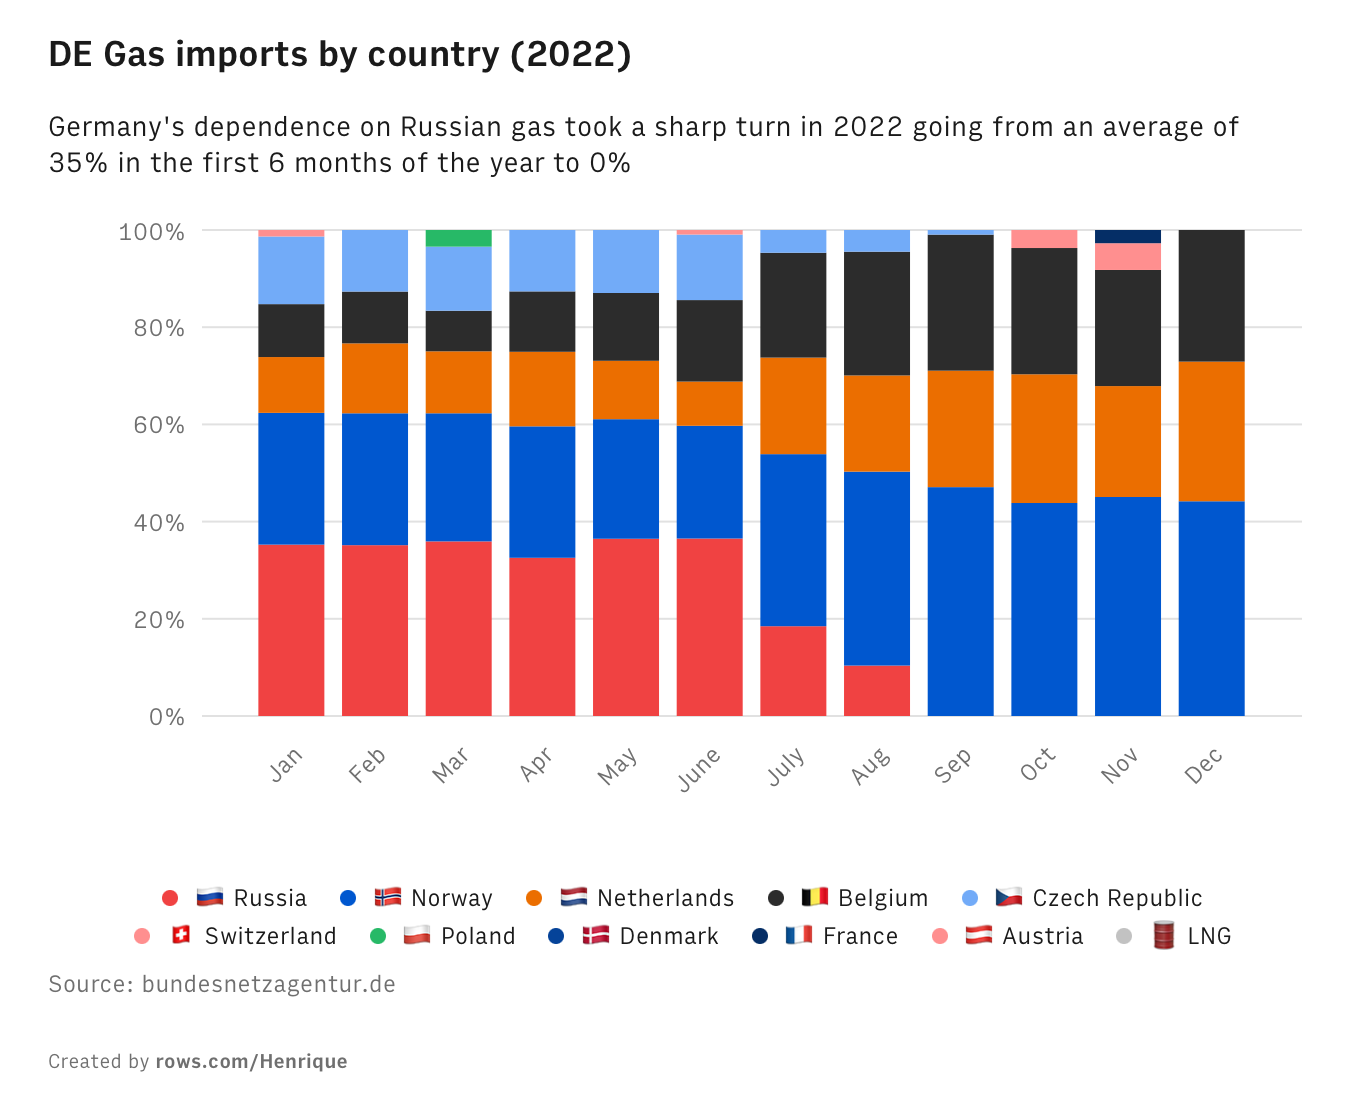 DE Gas imports by country (2022)
Germany's dependence on Russian gas took a sharp turn in 2022 going from an average of
35% in the first 6 months of the year to 0%
100%
80%
60%
40%
20%
0%
Jan Feb Mar Apr May June July Aug Sep Oct Nov Dec
Russia Norway Netherlands Belgium Czech Republic
Switzerland Poland Denmark France Austria LNG
Source: bundesnetzagentur.de
Created by rows.com/Henrique